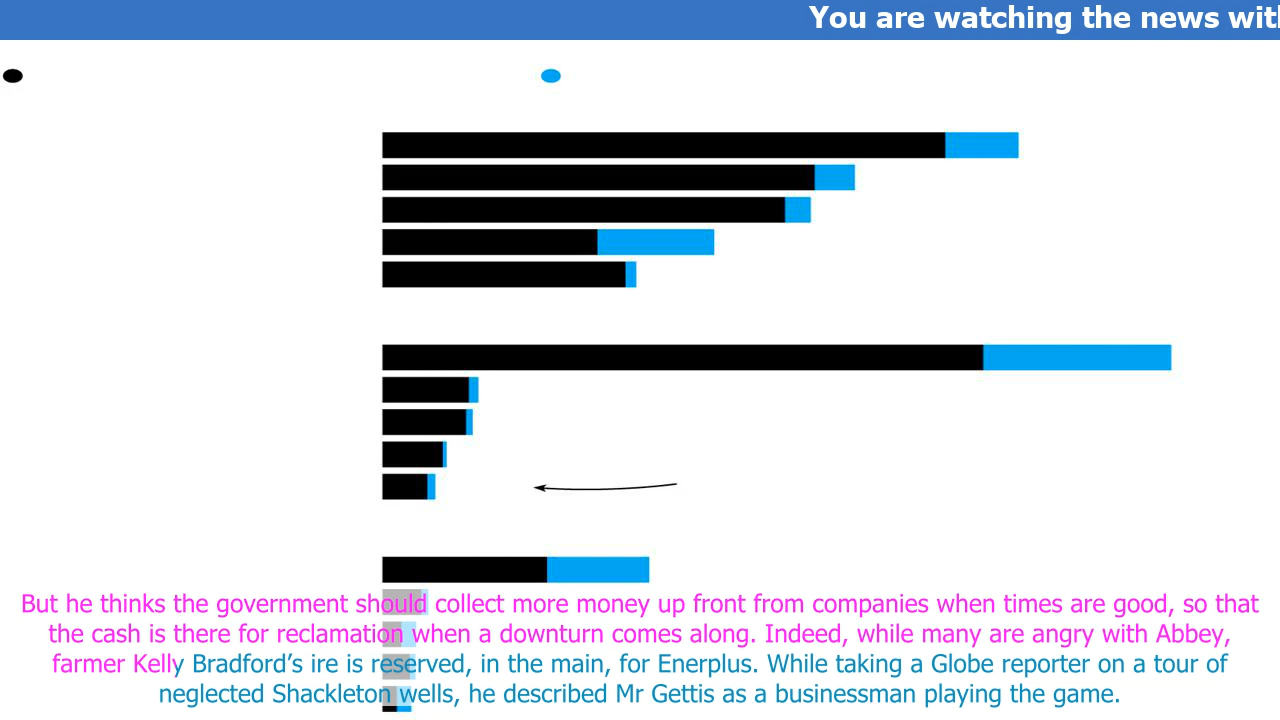 You are watching the news wit
But he thinks the government should collect more money up front from companies when times are good, so that
the cash is there for reclamation when a downturn comes along. Indeed, while many are angry with Abbey,
farmer Kelly Bradford’s ire is reserved, in the main, for Enerplus. While taking a Globe reporter on a tour of
neglected Shackleton wells, he described Mr Gettis as a businessman playing the game.